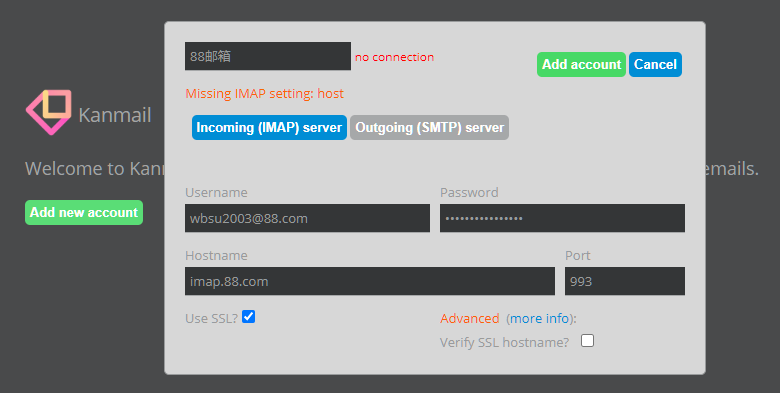 88邮箱 no connection
Add account Cancel
Missing IMAP setting: host
Kanmail
Incoming (IMAP) server Outgoing (SMTP) server
Welcome to Kan
emails.
Username Password
wbsu2003@88.com ••••••••••••••••
Add new account
Hostname Port
imap.88.com 993
Use SSL? Advanced (more info):
Verify SSL hostname?